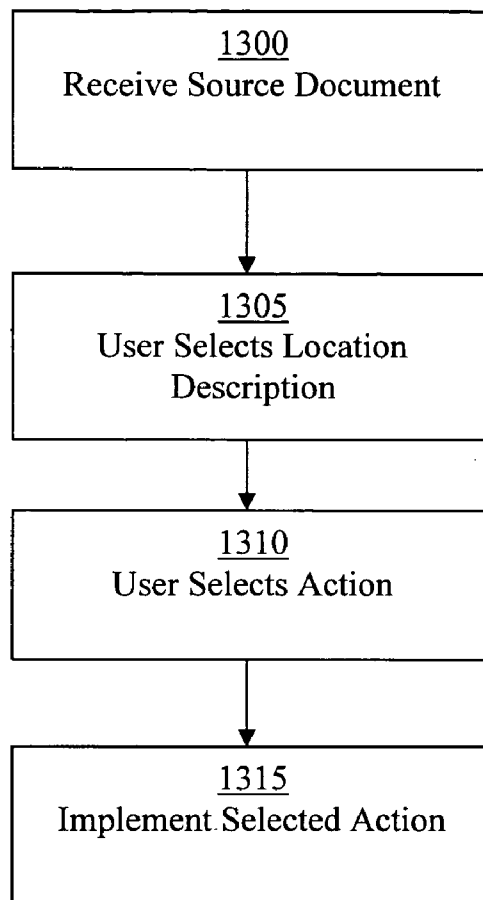 1300
Receive Source Document
1305
User Selects Location
Description
1310
User Selects Action
1315
Implement Selected Action